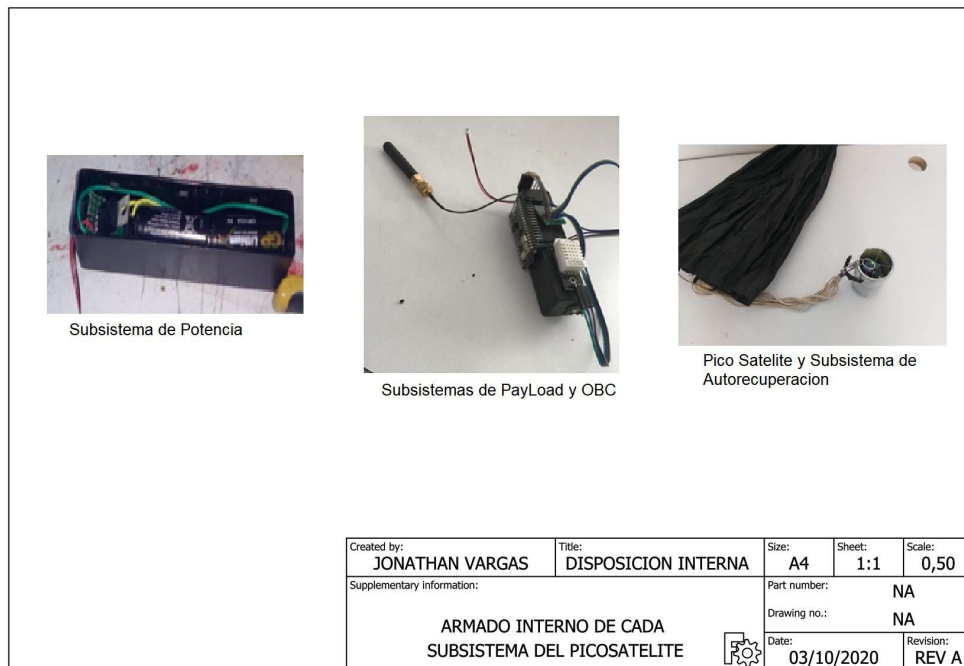 Subsistema de Potencia
Subsistemas de PayLoad y OBC
Pico Satelite y Subsistema de
Autorecuperacion
Created by:
JONATHAN VARGAS
Title:
DISPOSICION INTERNA
Size:
A4
Sheet:
1:1
Scale:
0,50
Supplementary information:
ARMADO INTERNO DE CADA
SUBSISTEMA DEL PICOSATELITE
Part number:
NA
Drawing no.:
NA
Date:
03/10/2020
Revision:
REV A